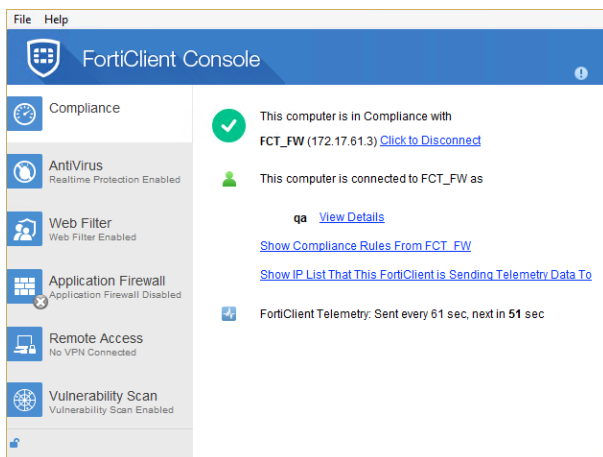 File Help
FortiClient Console
Compliance
AntiVirus
Realtime Protection Enabled
Web Filter
Web Filter Enabled
Application Firewall
Application Firewall Disabled
Remote Access
No VPN Connected
Vulnerability Scan
Vulnerability Scan Enabled
This computer is in Compliance with
FCT_FW (172.17.61.3) Click to Disconnect
This computer is connected to FCT_FW as
qa View Details
Show Compliance Rules From FCT_FW
Show IP List That This FortiClient is Sending Telemetry Data To
FortiClient Telemetry: Sent every 61 sec, next in 51 sec